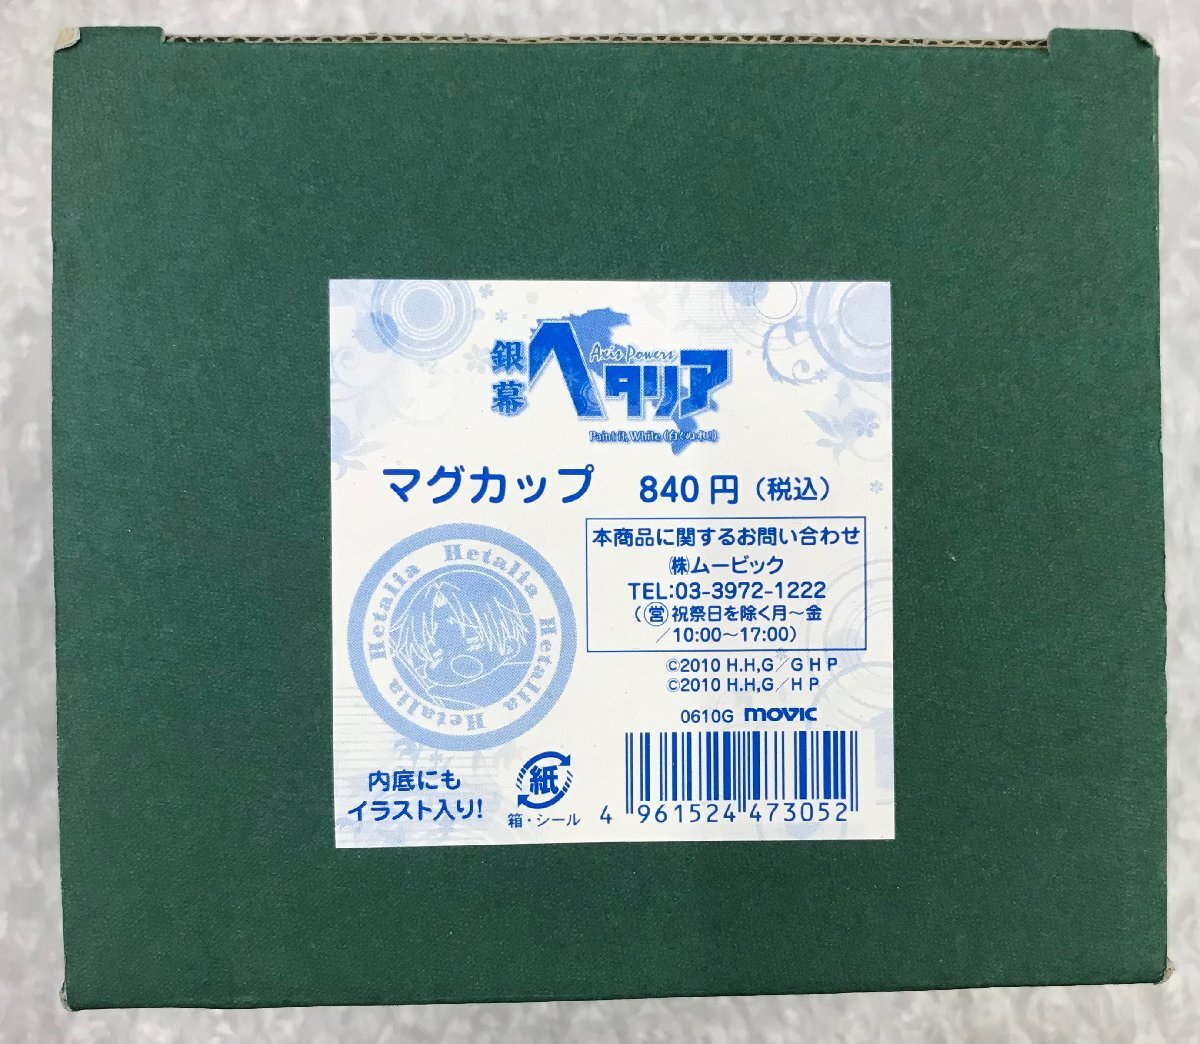 銀幕
Axis Powers
ヘタリア
Paint it, White (白くぬれ!)
マグカップ 840円(税込)
本商品に関するお問い合わせ
㈱ムービック
TEL:03-3972-1222
(営祝祭日を除く月〜金
/10:00〜17:00)
Hetalia Hetalia Hetalia Hetalia
©2010 H.H,G/G H P
©2010 H.H,G/H P
0610G movic
内底にも
イラスト入り!
紙
箱・シール
4 961524 473052